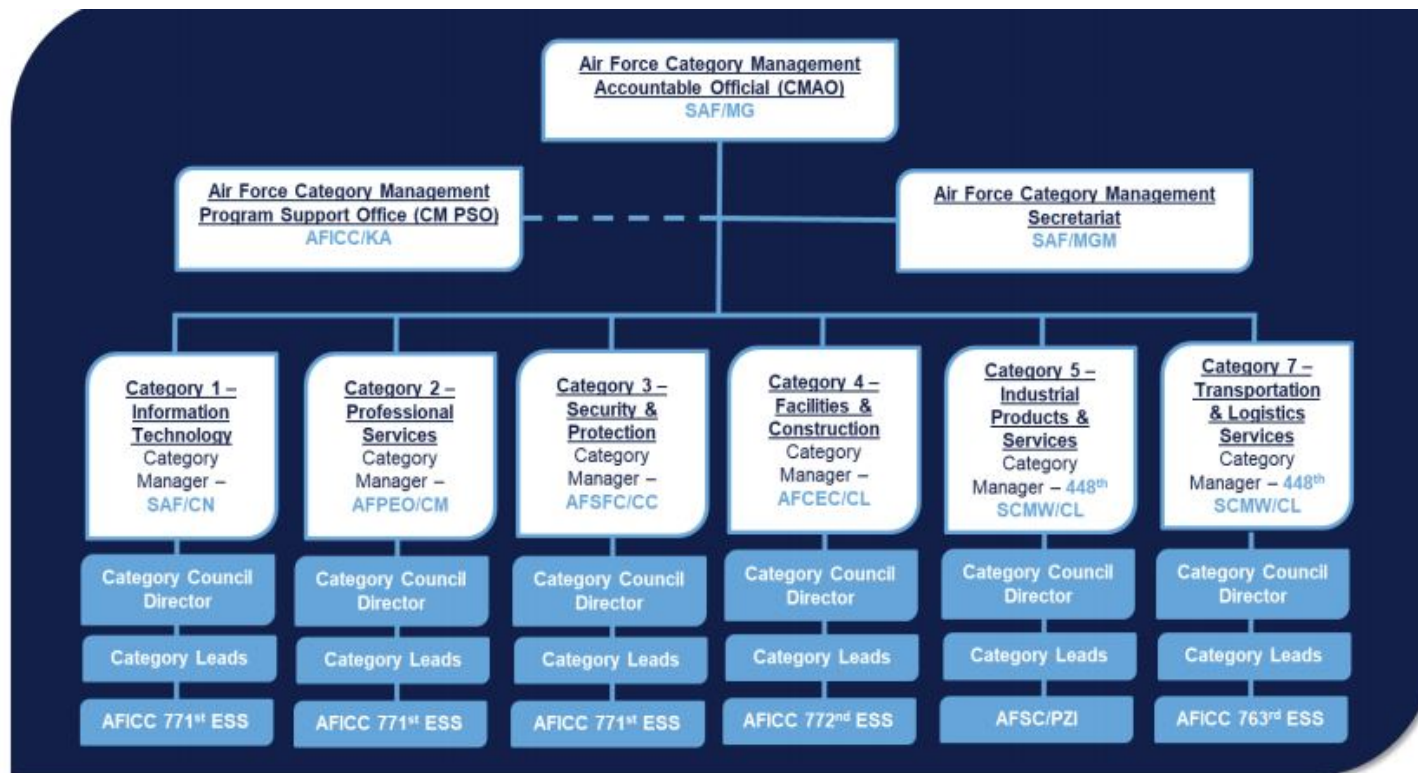 Air Force Category Management
Accountable Official (CMAO)
SAF/MG
Air Force Category Management
Program Support Office (CM PSO)
AFICC/KA
Air Force Category Management
Secretariat
SAF/MGM
Category 1 –
Information
Technology
Category
Manager –
SAF/CN
Category 2 –
Professional
Services
Category
Manager –
AFPEO/CM
Category 3 –
Security &
Protection
Category
Manager –
AFSFC/CC
Category 4 –
Facilities &
Construction
Category
Manager –
AFCEC/CL
Category 5 –
Industrial
Products &
Services
Category
Manager – 448th
SCMW/CL
Category 7 –
Transportation
& Logistics
Services
Category
Manager – 448th
SCMW/CL
Category Council
Director
Category Council
Director
Category Council
Director
Category Council
Director
Category Council
Director
Category Council
Director
Category Leads
Category Leads
Category Leads
Category Leads
Category Leads
Category Leads
AFICC 771st ESS
AFICC 771st ESS
AFICC 771st ESS
AFICC 772nd ESS
AFSC/PZI
AFICC 763rd ESS